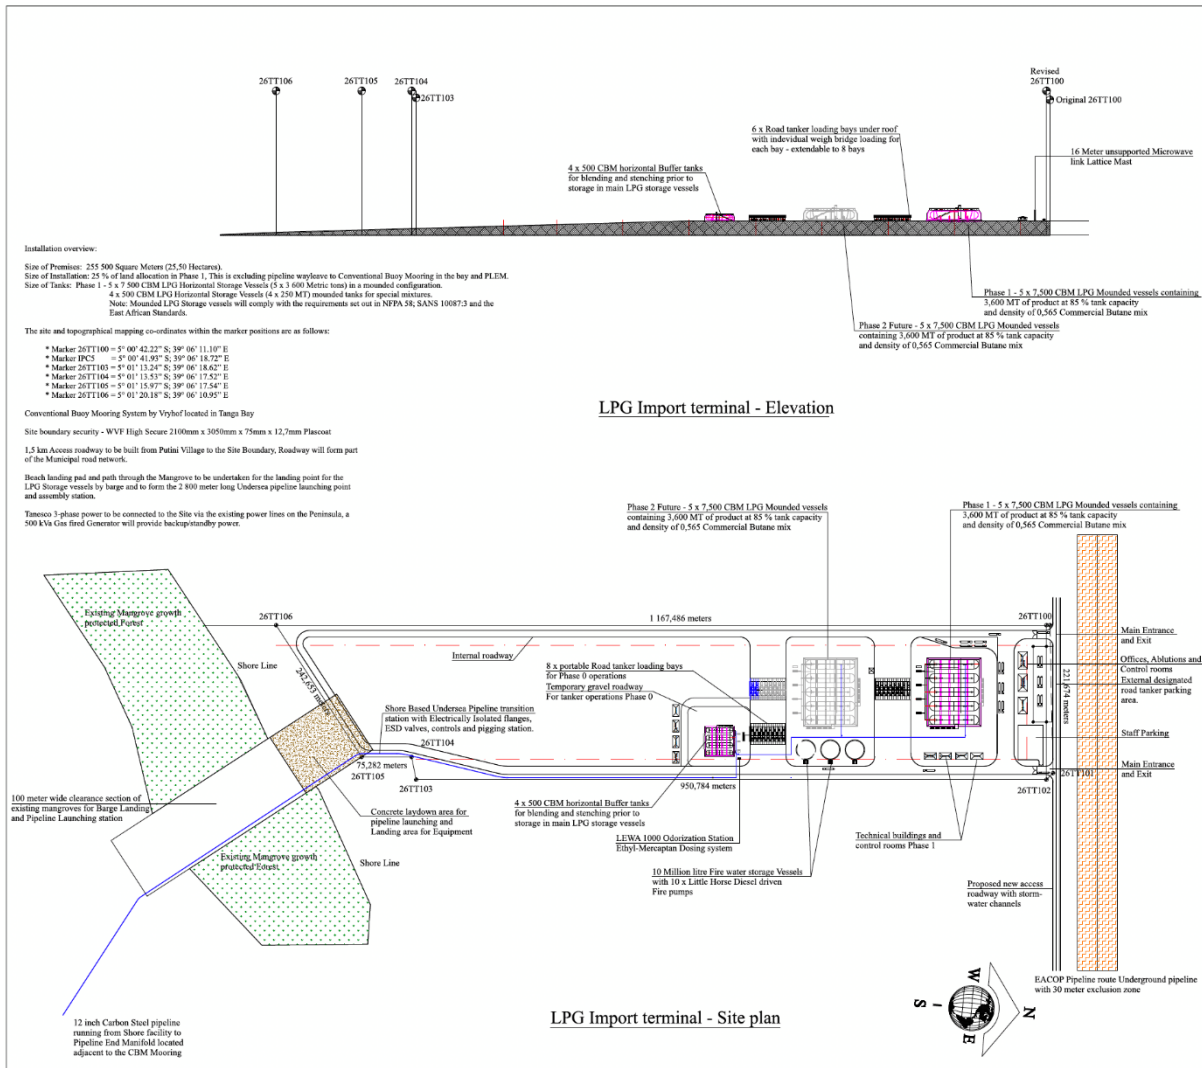 26TT106
26TT105
26TT104
26TT103
Revised
26TT100
Original 26TT100
6 x Road tanker loading bays under roof
with indevidual weigh bridge loading for
each bay - extendable to 8 bays
16 Meter unsupported Microwave
link Lattice Mast
4 x 500 CBM horizontal Buffer tanks
for blending and stenching prior to
storage in main LPG storage vessels
Installation overview:
Size of Premises: 255 500 Square Meters (25,50 Hectares).
Size of Installation: 25 % of land allocation in Phase 1, This is excluding pipeline wayleave to Conventional Buoy Mooring in the bay and PLEM.
Size of Tanks: Phase 1 - 5 x 7 500 CBM LPG Horizontal Storage Vessels (5 x 3 600 Metric tons) in a mounded configuration.
4 x 500 CBM LPG Horizontal Storage Vessels (4 x 250 MT) mounded tanks for special mixtures.
Note: Mounded LPG Storage vessels will comply with the requirements set out in NFPA 58; SANS 10087:3 and the
East African Standards.
The site and topographical mapping co-ordinates within the marker positions are as follows:
* Marker 26TT100 = 5° 00' 42.22" S; 39° 06' 11.10" E
* Marker IPC5 = 5° 00' 41.93" S; 39° 06' 18.72" E
* Marker 26TT103 = 5° 01' 13.24" S; 39° 06' 18.62" E
* Marker 26TT104 = 5° 01' 13.53" S; 39° 06' 17.52" E
* Marker 26TT105 = 5° 01' 15.97" S; 39° 06' 17.54" E
* Marker 26TT106 = 5° 01' 20.18" S; 39° 06' 10.95" E
Conventional Buoy Mooring System by Vryhof located in Tanga Bay
Site boundary security - WVF High Secure 2100mm x 3050mm x 75mm x 12,7mm Plascoat
1,5 km Access roadway to be built from Putini Village to the Site Boundary, Roadway will form part
of the Municipal road network.
Beach landing pad and path through the Mangrove to be undertaken for the landing point for the
LPG Storage vessels by barge and to form the 2 800 meter long Undersea pipeline launching point
and assembly station.
Tanesco 3-phase power to be connected to the Site via the existing power lines on the Peninsula, a
500 kVa Gas fired Generator will provide backup/standby power.
Phase 1 - 5 x 7,500 CBM LPG Mounded vessels containing
3,600 MT of product at 85 % tank capacity
and density of 0,565 Commercial Butane mix
Phase 2 Future - 5 x 7,500 CBM LPG Mounded vessels
containing 3,600 MT of product at 85 % tank capacity
and density of 0,565 Commercial Butane mix
LPG Import terminal - Elevation
Phase 2 Future - 5 x 7,500 CBM LPG Mounded vessels
containing 3,600 MT of product at 85 % tank capacity
and density of 0,565 Commercial Butane mix
Phase 1 - 5 x 7,500 CBM LPG Mounded vessels containing
3,600 MT of product at 85 % tank capacity
and density of 0,565 Commercial Butane mix
Existing Mangrove growth
protected Forest
26TT106
1 167,486 meters
26TT100
Main Entrance
and Exit
Internal roadway
Shore Line
8 x portable Road tanker loading bays
for Phase 0 operations
Temporary gravel roadway
For tanker operations Phase 0
Offices, Ablutions and
Control rooms
External designated
road tanker parking
area.
221,674 meters
242,653 meters
Shore Based Undersea Pipeline transition
station with Electrically Isolated flanges,
ESD valves, controls and pigging station.
Staff Parking
26TT104
75,282 meters
26TT105
26TT103
950,784 meters
26TT101
26TT102
Main Entrance
and Exit
100 meter wide clearance section of
existing mangroves for Barge Landing
and Pipeline Launching station
Concrete laydown area for
pipeline launching and
Landing area for Equipment
4 x 500 CBM horizontal Buffer tanks
for blending and stenching prior to
storage in main LPG storage vessels
LEWA 1000 Odorization Station
Ethyl-Mercaptan Dosing system
Technical buildings and
control rooms Phase 1
Existing Mangrove growth
protected Forest
Shore Line
10 Million litre Fire water storage Vessels
with 10 x Little Horse Diesel driven
Fire pumps
Proposed new access
roadway with storm-
water channels
EACOP Pipeline route Underground pipeline
with 30 meter exclusion zone
12 inch Carbon Steel pipeline
running from Shore facility to
Pipeline End Manifold located
adjacent to the CBM Mooring
LPG Import terminal - Site plan
W
N
S
E